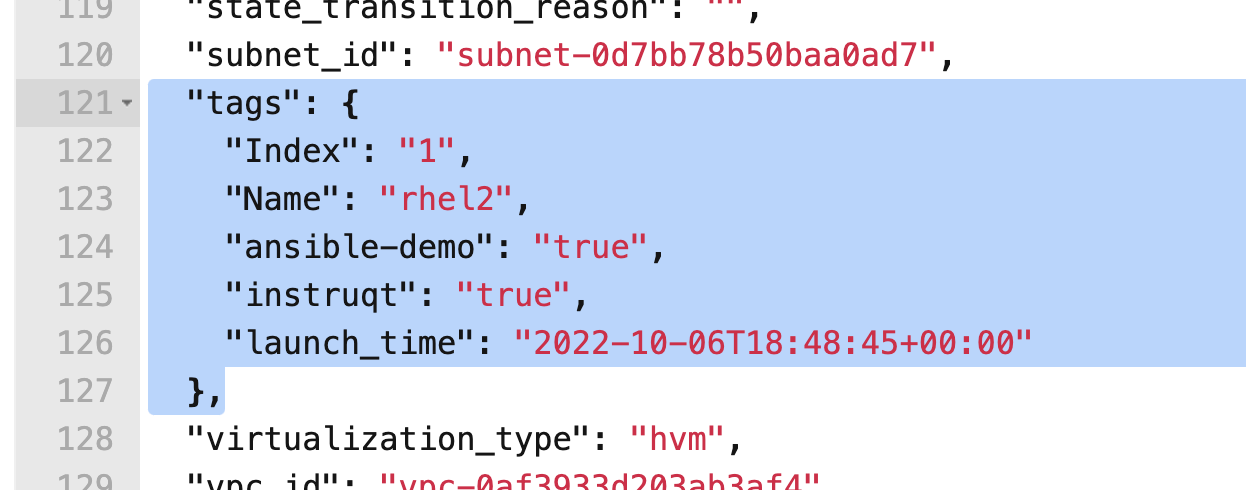 119 "state_transition_reason": "",
120 "subnet_id": "subnet-0d7bb78b50baa0ad7",
121 "tags": {
122 "Index": "1",
123 "Name": "rhel2",
124 "ansible-demo": "true",
125 "instruqt": "true",
126 "launch_time": "2022-10-06T18:48:45+00:00"
127 },
128 "virtualization_type": "hvm",
129 "vpc_id": "vpc-0af3933d203ab3af4"